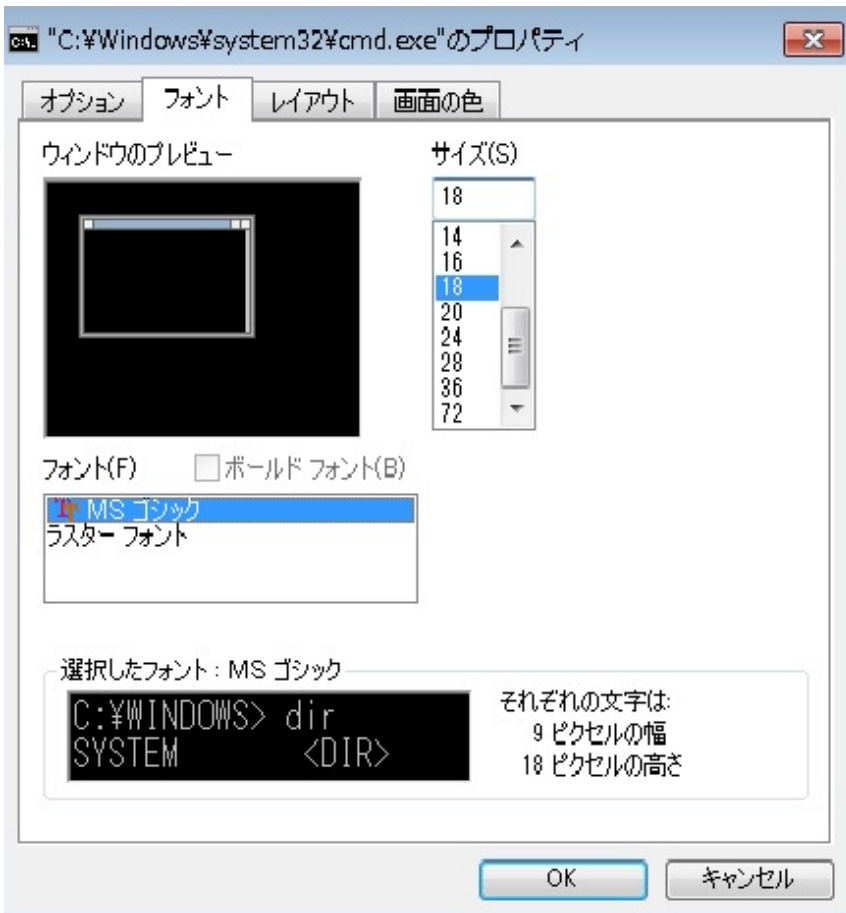 "C:¥Windows¥system32¥cmd.exe"のプロパティ
オプション フォント レイアウト 画面の色
ウィンドウのプレビュー
サイズ(S)
18
14
16
18
20
24
28
36
72
フォント(F)
ボールド フォント(B)
MS ゴシック
ラスター フォント
選択したフォント : MS ゴシック
C:¥WINDOWS> dir
SYSTEM <DIR>
それぞれの文字は:
9 ピクセルの幅
18 ピクセルの高さ
OK キャンセル